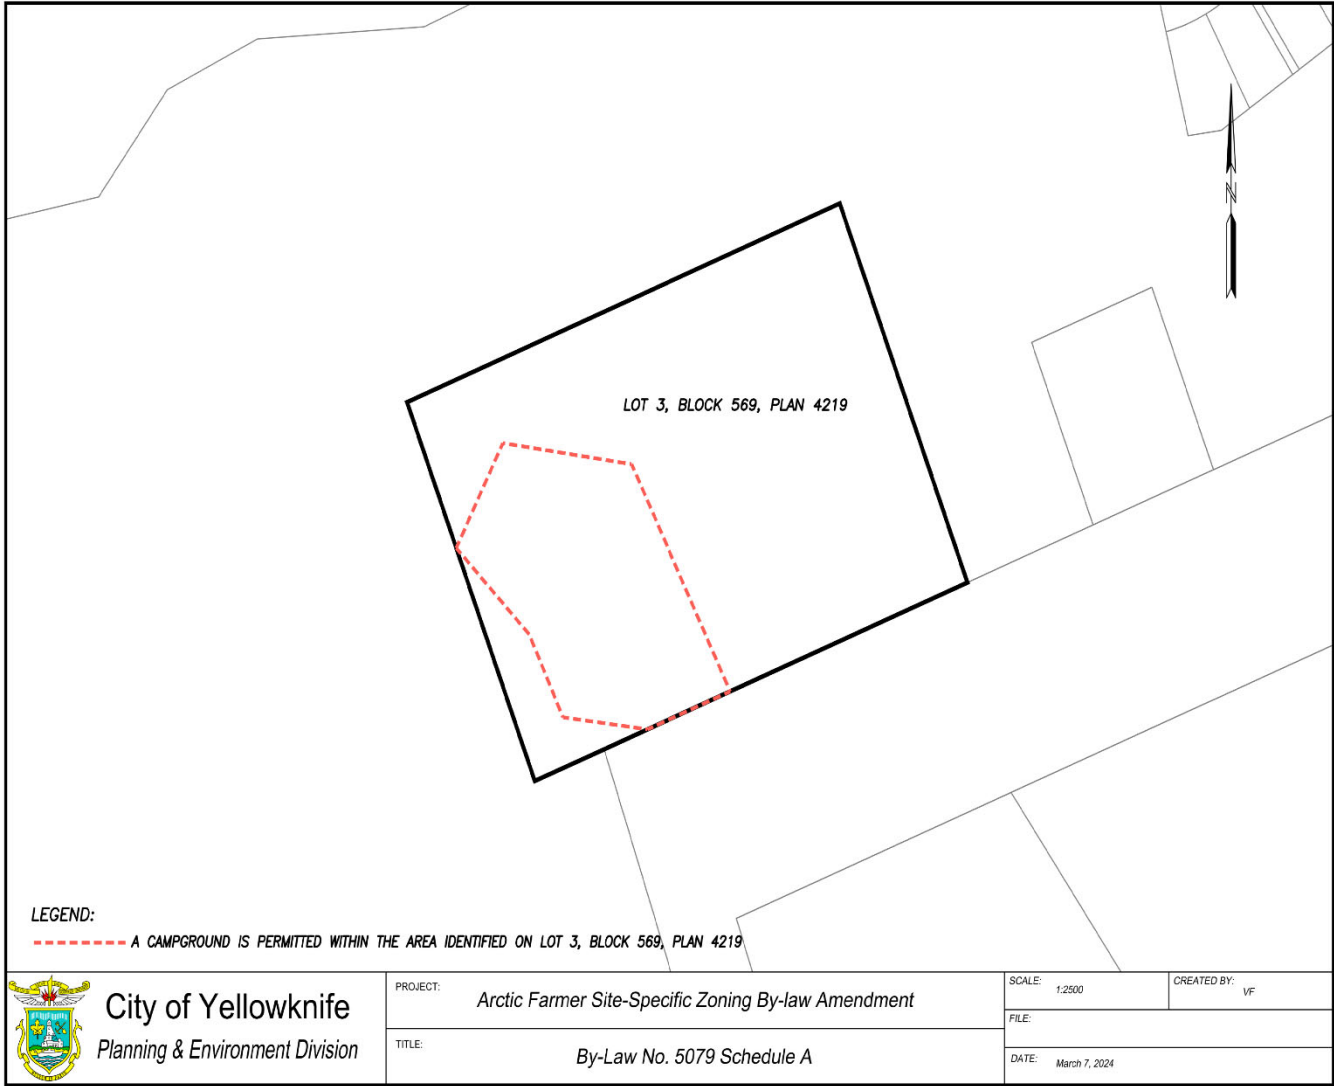 N
LOT 3, BLOCK 569, PLAN 4219
LEGEND:
A CAMPGROUND IS PERMITTED WITHIN THE AREA IDENTIFIED ON LOT 3, BLOCK 569, PLAN 4219
City of Yellowknife
Planning & Environment Division
PROJECT:
Arctic Farmer Site-Specific Zoning By-law Amendment
TITLE:
By-Law No. 5079 Schedule A
SCALE: 1:2500
CREATED BY: VF
FILE:
DATE: March 7, 2024